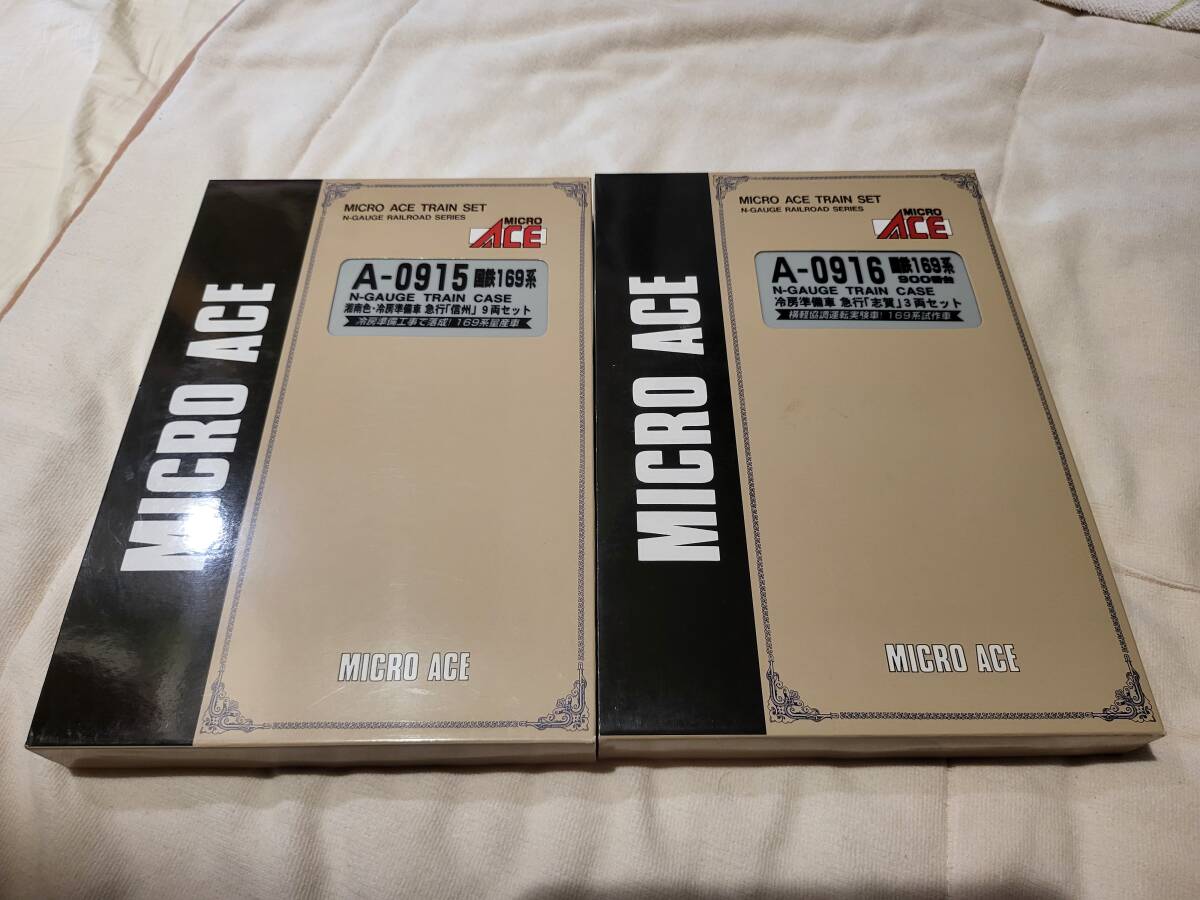 MICRO ACE
MICRO ACE TRAIN SET
N-GAUGE RAILROAD SERIES
MICRO
ACE
A-0915 国鉄169系
N-GAUGE TRAIN CASE
湘南色・冷房準備車 急行「信州」9両セット
冷房準備工事で落成!169系量産車
MICRO ACE
MICRO ACE
MICRO ACE TRAIN SET
N-GAUGE RAILROAD SERIES
MICRO
ACE
A-0916 国鉄169系
900番台
N-GAUGE TRAIN CASE
冷房準備車 急行「志賀」3両セット
横軽協調運転実験車!169系試作車
MICRO ACE